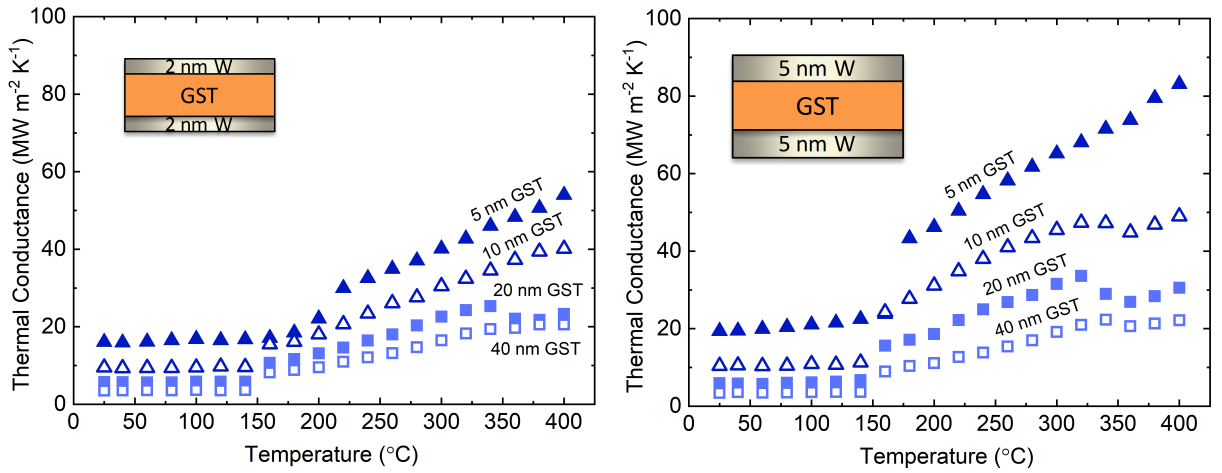 Thermal Conductance (MW m⁻² K⁻¹)
100
80
60
40
20
0
2 nm W
GST
2 nm W
5 nm GST
10 nm GST
20 nm GST
40 nm GST
0 50 100 150 200 250 300 350 400
Temperature (°C)
Thermal Conductance (MW m⁻² K⁻¹)
100
80
60
40
20
0
5 nm W
GST
5 nm W
5 nm GST
10 nm GST
20 nm GST
40 nm GST
0 50 100 150 200 250 300 350 400
Temperature (°C)